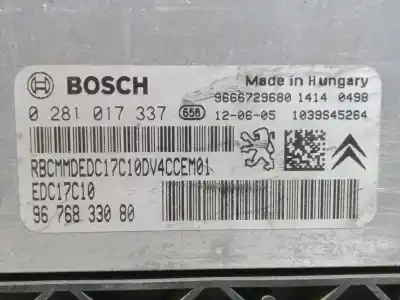 BOSCH
Made in Hungary
9666729680 1414 0498
0 281 017 337 658 12-06-05 1039S45264
RBCMMDEDC17C10DV4CCEM01
EDC17C10
96 768 330 80